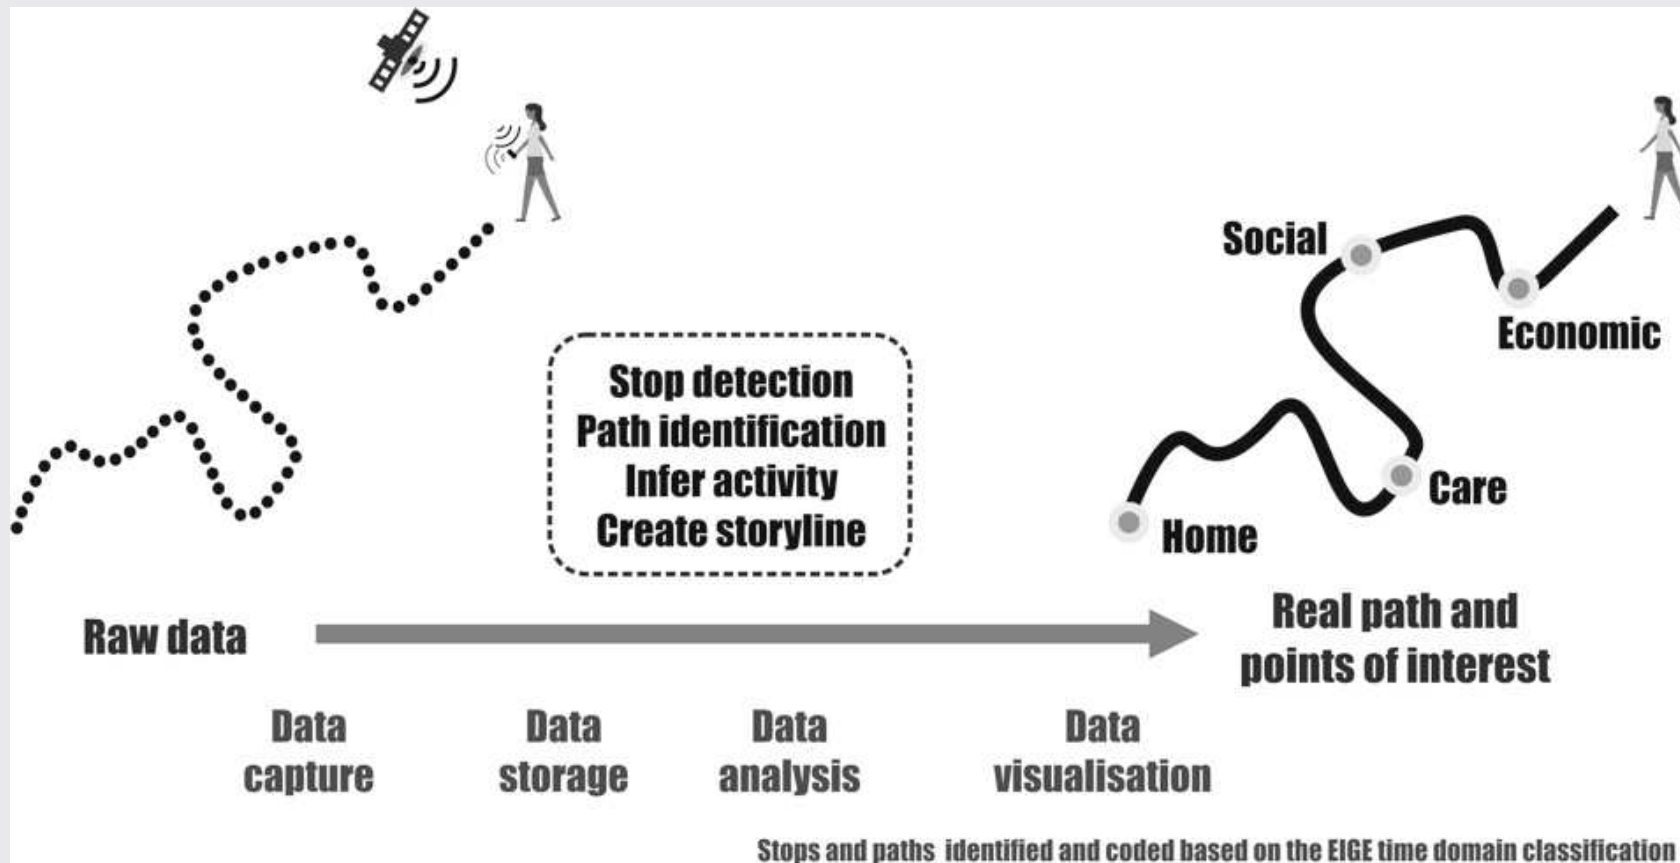 Social
Economic
Stop detection
Path identification
Infer activity
Create storyline
Care
Home
Raw data
Real path and
points of interest
Data
capture
Data
storage
Data
analysis
Data
visualisation
Stops and paths identified and coded based on the EIGE time domain classification